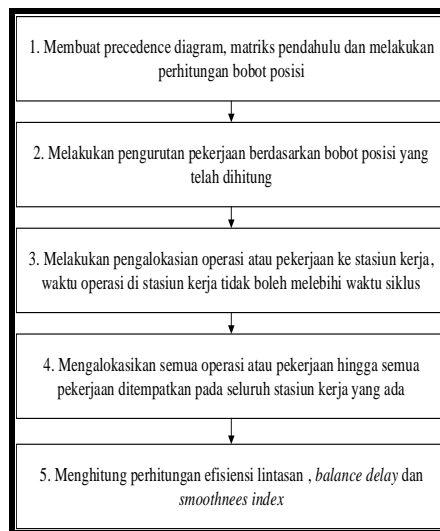 1. Membuat precedence diagram, matriks pendahulu dan melakukan
perhitungan bobot posisi
2. Melakukan pengurutan pekerjaan berdasarkan bobot posisi yang
telah dihitung
3. Melakukan pengalokasian operasi atau pekerjaan ke stasiun kerja,
waktu operasi di stasiun kerja tidak boleh melebihi waktu siklus
4. Mengalokasikan semua operasi atau pekerjaan hingga semua
pekerjaan ditempatkan pada seluruh stasiun kerja yang ada
5. Menghitung perhitungan efisiensi lintasan , balance delay dan
smoothnees index